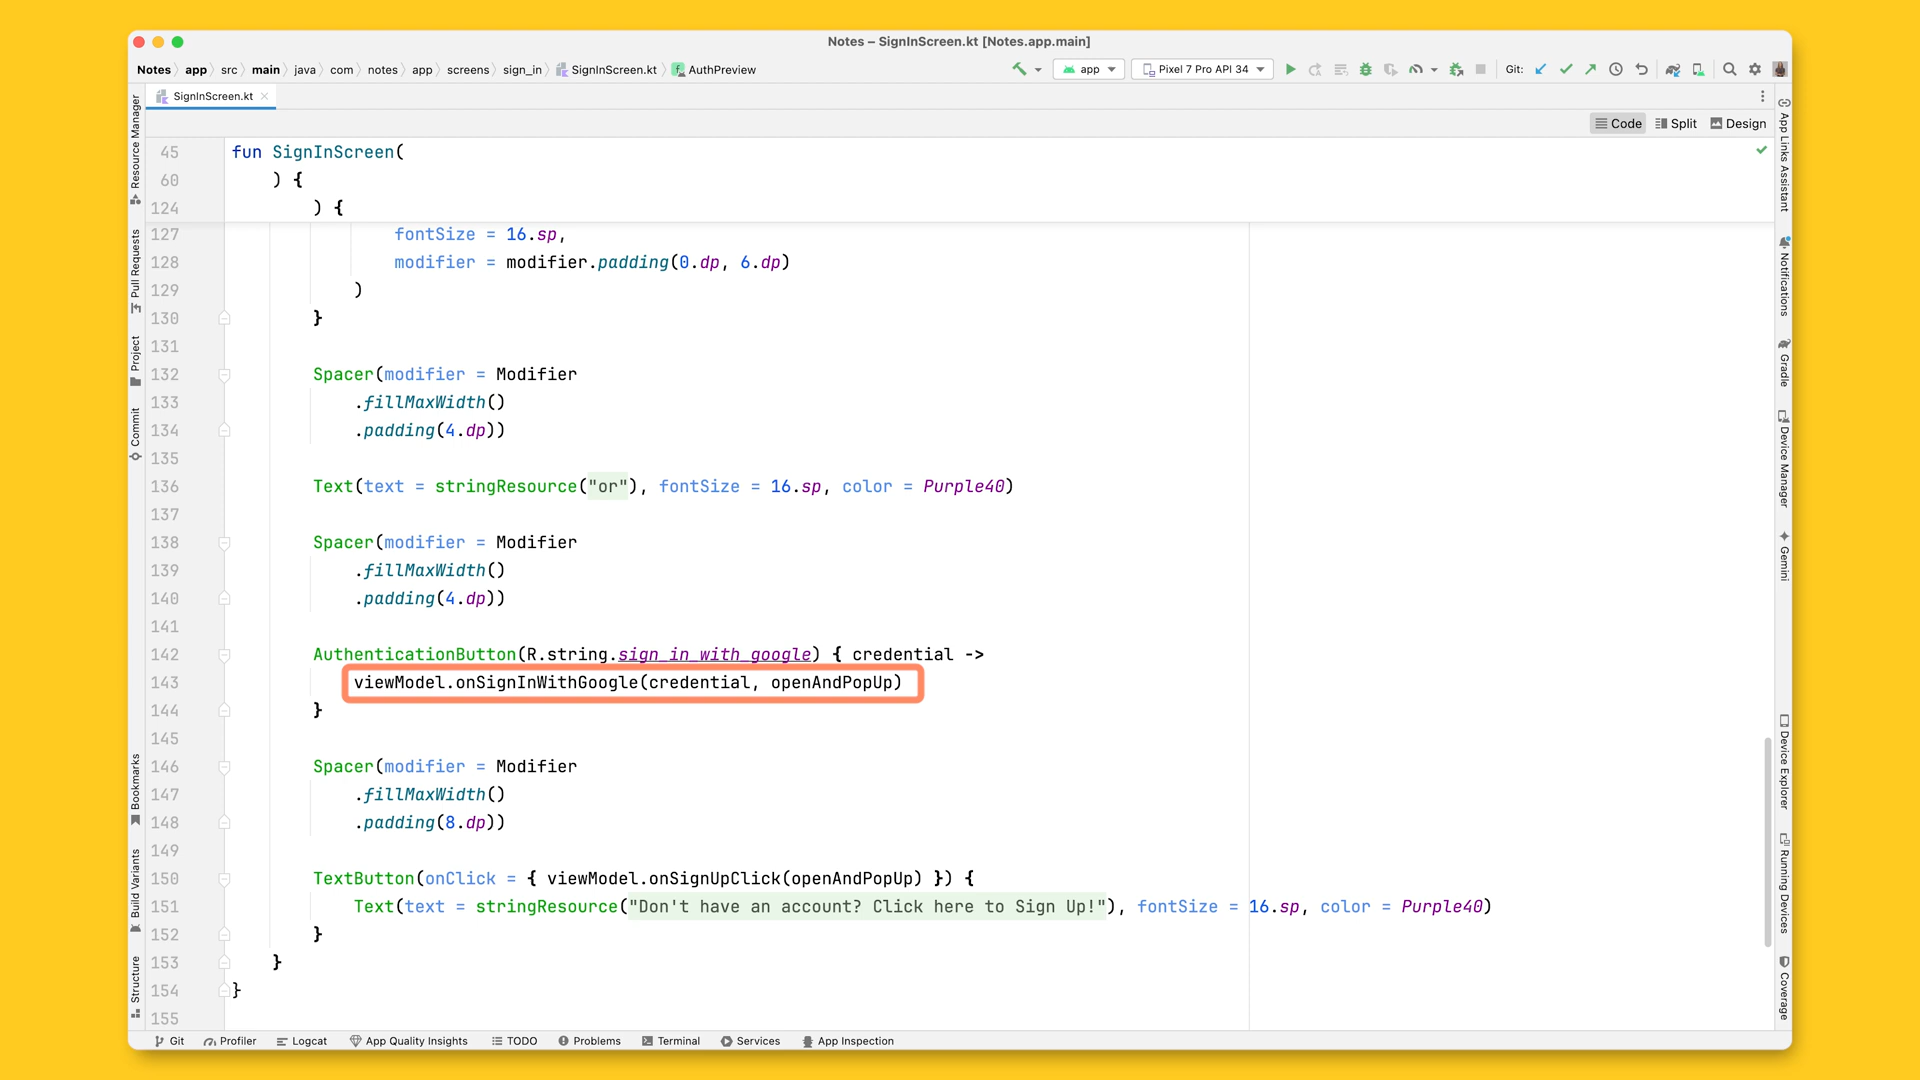 Notes – SignInScreen.kt [Notes.app.main]
Notes app src main java com notes app screens sign_in SignInScreen.kt AuthPreview
app Pixel 7 Pro API 34 Git:
SignInScreen.kt
Code Split Design
45 fun SignInScreen(
60 ) {
124 ) {
127 fontSize = 16.sp,
128 modifier = modifier.padding(0.dp, 6.dp)
129 )
130 }
131
132 Spacer(modifier = Modifier
133 .fillMaxWidth()
134 .padding(4.dp))
135
136 Text(text = stringResource("or"), fontSize = 16.sp, color = Purple40)
137
138 Spacer(modifier = Modifier
139 .fillMaxWidth()
140 .padding(4.dp))
141
142 AuthenticationButton(R.string.sign_in_with_google) { credential ->
143 viewModel.onSignInWithGoogle(credential, openAndPopUp)
144 }
145
146 Spacer(modifier = Modifier
147 .fillMaxWidth()
148 .padding(8.dp))
149
150 TextButton(onClick = { viewModel.onSignUpClick(openAndPopUp) }) {
151 Text(text = stringResource("Don't have an account? Click here to Sign Up!"), fontSize = 16.sp, color = Purple40)
152 }
153 }
154 }
155
Resource Manager
Pull Requests
Project
Commit
Bookmarks
Build Variants
Structure
App Links Assistant
Notifications
Gradle
Device Manager
Gemini
Device Explorer
Running Devices
Coverage
Git Profiler Logcat App Quality Insights TODO Problems Terminal Services App Inspection